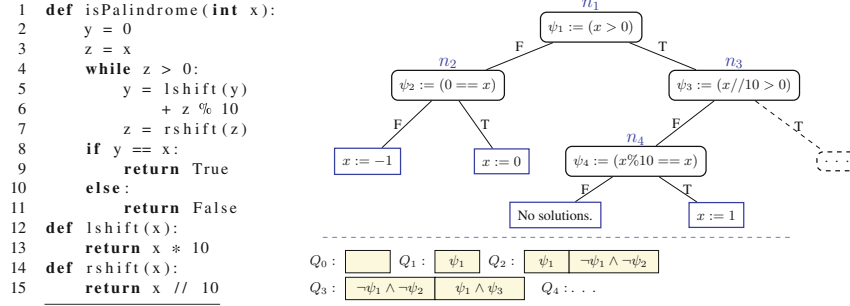 1 def isPalindrome(int x):
2 y = 0
3 z = x
4 while z > 0:
5 y = lshift(y)
6 + z % 10
7 z = rshift(z)
8 if y == x:
9 return True
10 else:
11 return False
12 def lshift(x):
13 return x * 10
14 def rshift(x):
15 return x // 10
n₁
ψ₁ := (x > 0)
F T
n₂ n₃
ψ₂ := (0 == x) ψ₃ := (x//10 > 0)
F T F T
n₄
x := −1 x := 0 ψ₄ := (x%10 == x) . . .
F T
No solutions. x := 1
Q₀ : Q₁ : ψ₁ Q₂ : ψ₁ ¬ψ₁ ∧ ¬ψ₂
Q₃ : ¬ψ₁ ∧ ¬ψ₂ ψ₁ ∧ ψ₃ Q₄ : . . .